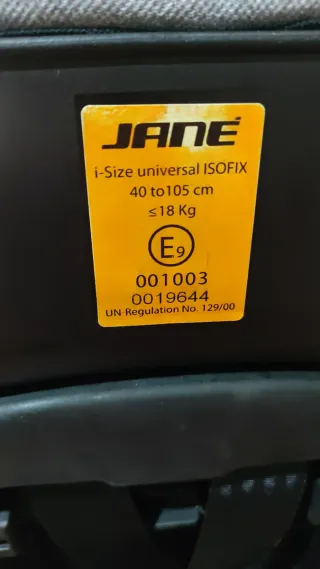 JANÉ
i-Size universal ISOFIX
40 to105 cm
≤18 Kg
E9
001003
0019644
UN-Regulation No. 129/00